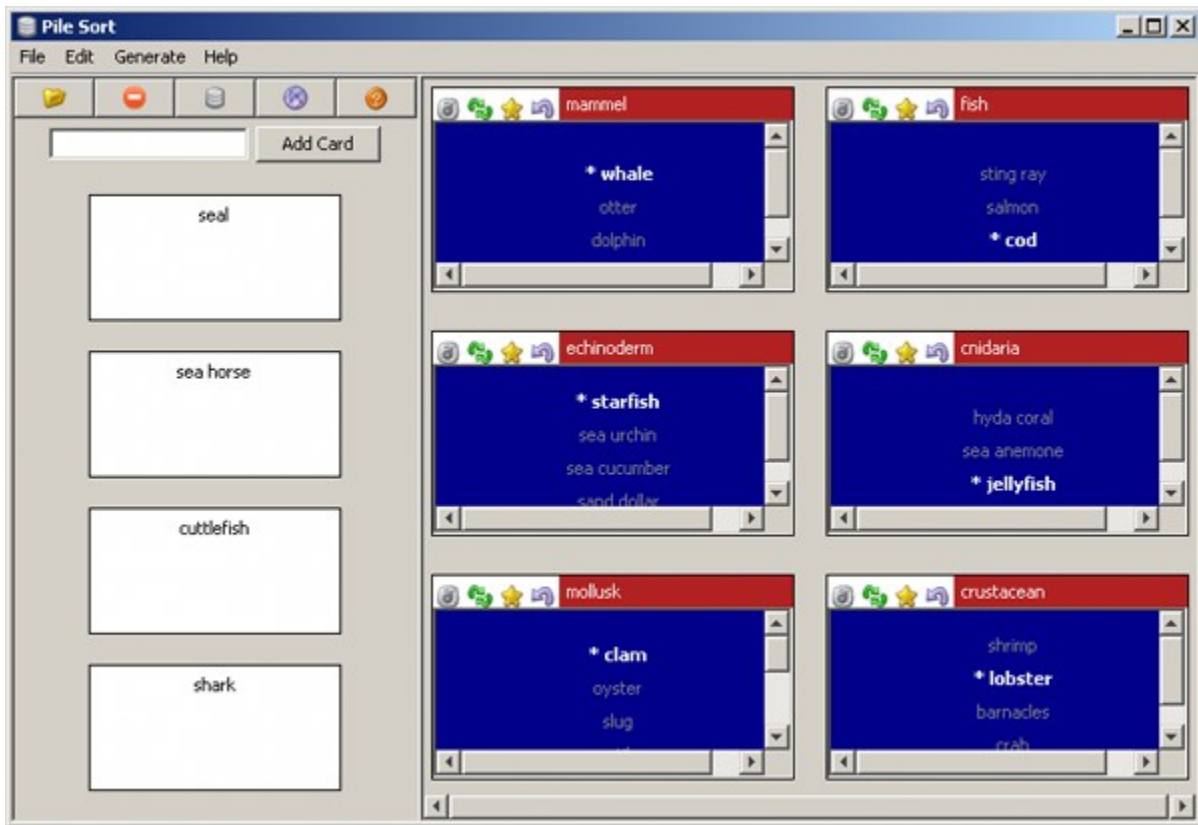 Pile Sort
File Edit Generate Help
Add Card
seal
sea horse
cuttlefish
shark
mammel
* whale
otter
dolphin
fish
sting ray
salmon
* cod
echinoderm
* starfish
sea urchin
sea cucumber
sand dollar
cnidaria
hyda coral
sea anemone
* jellyfish
mollusk
* clam
oyster
slug
crustacean
shrimp
* lobster
barnacles
crab